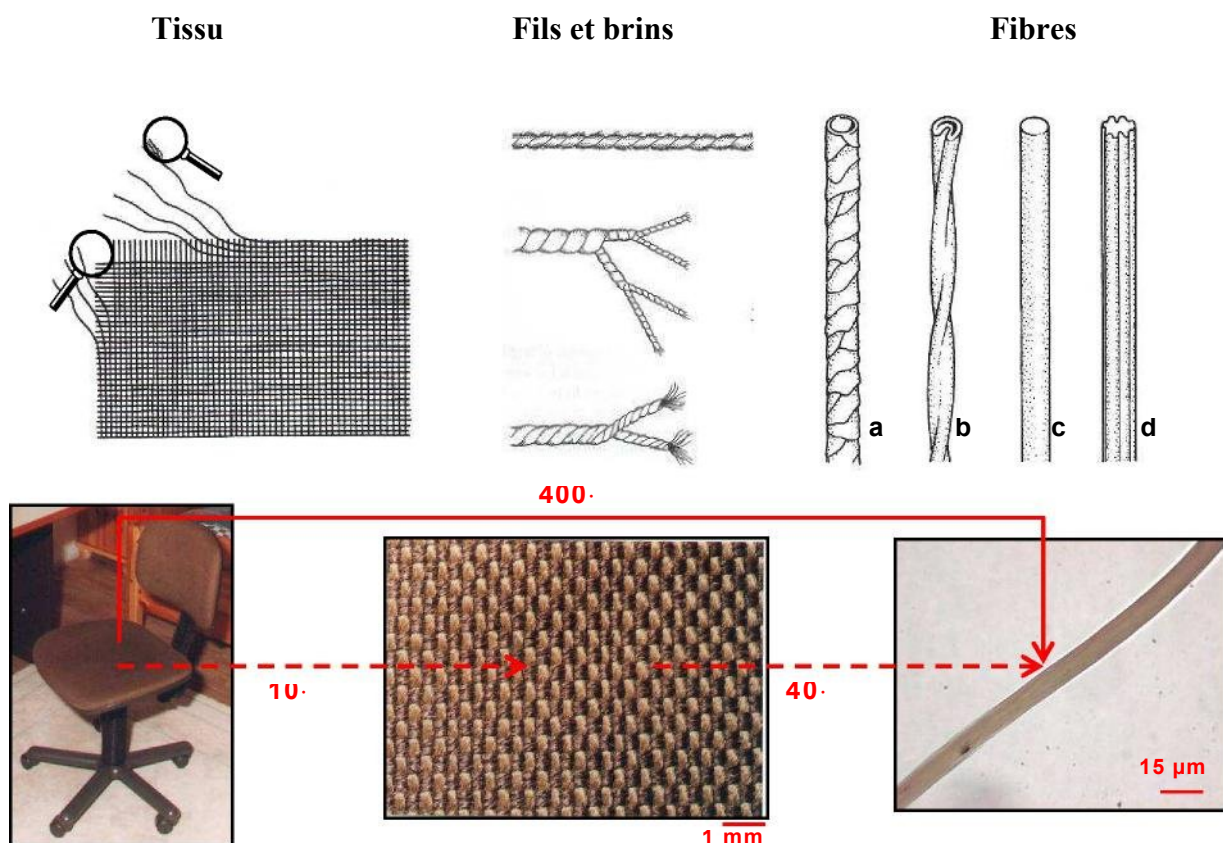 Tissu
Fils et brins
Fibres
a
b
c
d
400·
10·
40·
15 µm
1 mm